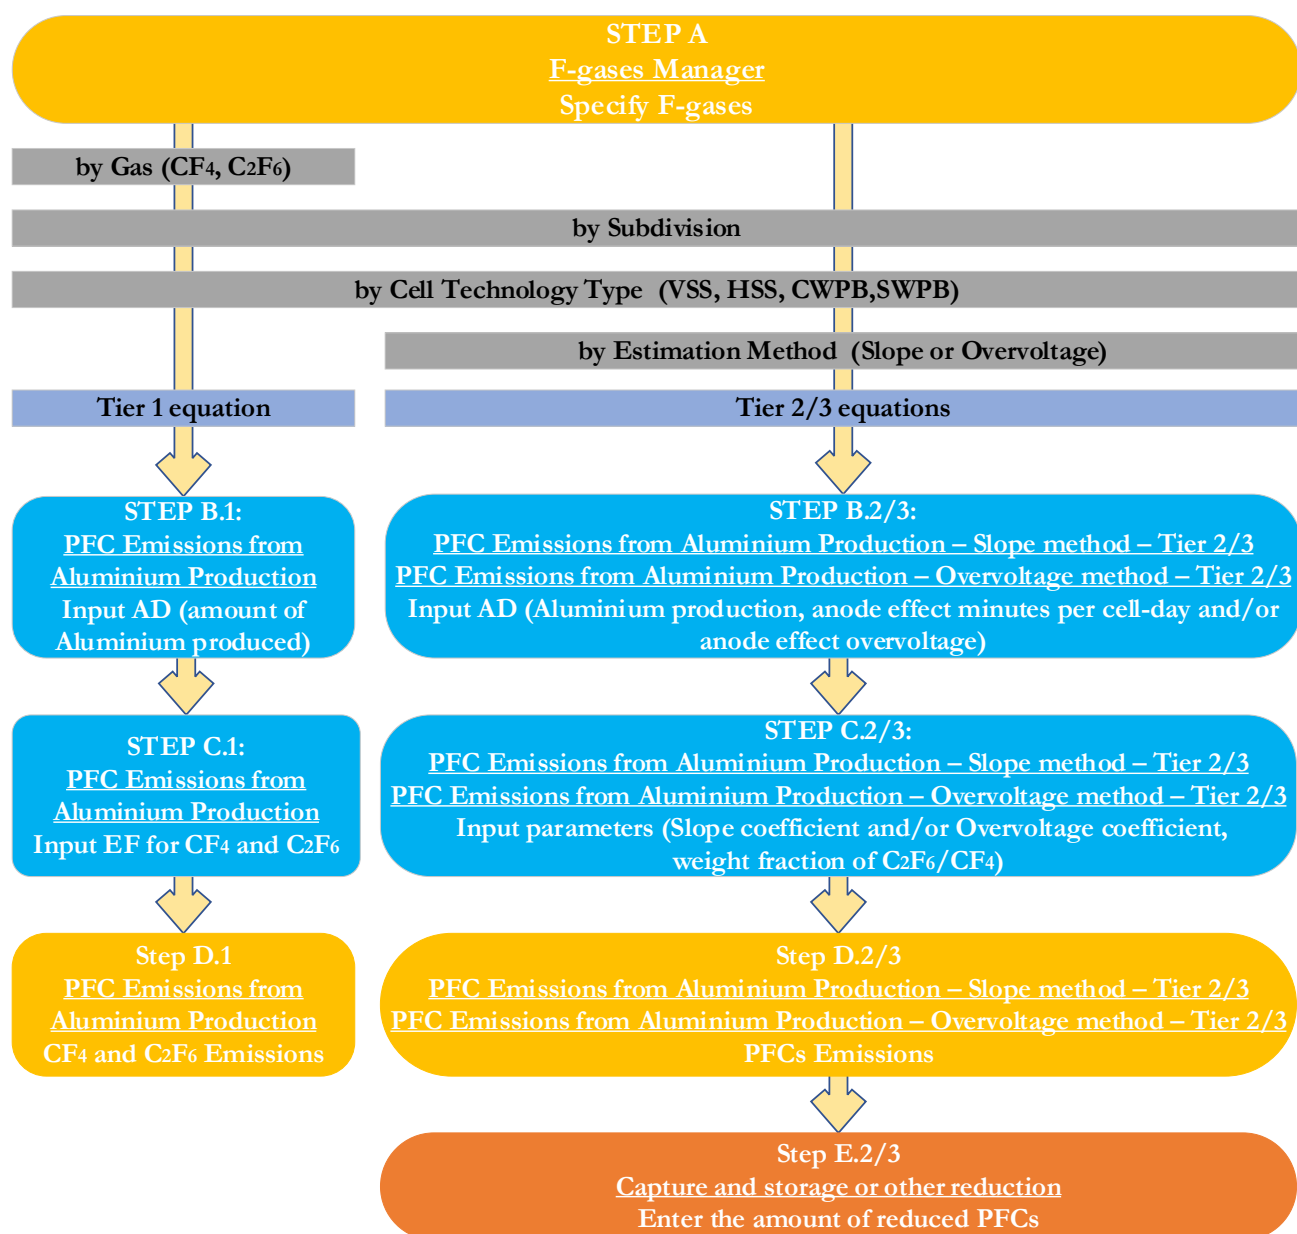 STEP A
F-gases Manager
Specify F-gases
by Gas (CF4, C2F6)
by Subdivision
by Cell Technology Type (VSS, HSS, CWPB,SWPB)
by Estimation Method (Slope or Overvoltage)
Tier 1 equation
Tier 2/3 equations
STEP B.1:
PFC Emissions from
Aluminium Production
Input AD (amount of
Aluminium produced)
STEP B.2/3:
PFC Emissions from Aluminium Production – Slope method – Tier 2/3
PFC Emissions from Aluminium Production – Overvoltage method – Tier 2/3
Input AD (Aluminium production, anode effect minutes per cell-day and/or
anode effect overvoltage)
STEP C.1:
PFC Emissions from
Aluminium Production
Input EF for CF4 and C2F6
STEP C.2/3:
PFC Emissions from Aluminium Production – Slope method – Tier 2/3
PFC Emissions from Aluminium Production – Overvoltage method – Tier 2/3
Input parameters (Slope coefficient and/or Overvoltage coefficient,
weight fraction of C2F6/CF4)
Step D.1
PFC Emissions from
Aluminium Production
CF4 and C2F6 Emissions
Step D.2/3
PFC Emissions from Aluminium Production – Slope method – Tier 2/3
PFC Emissions from Aluminium Production – Overvoltage method – Tier 2/3
PFCs Emissions
Step E.2/3
Capture and storage or other reduction
Enter the amount of reduced PFCs